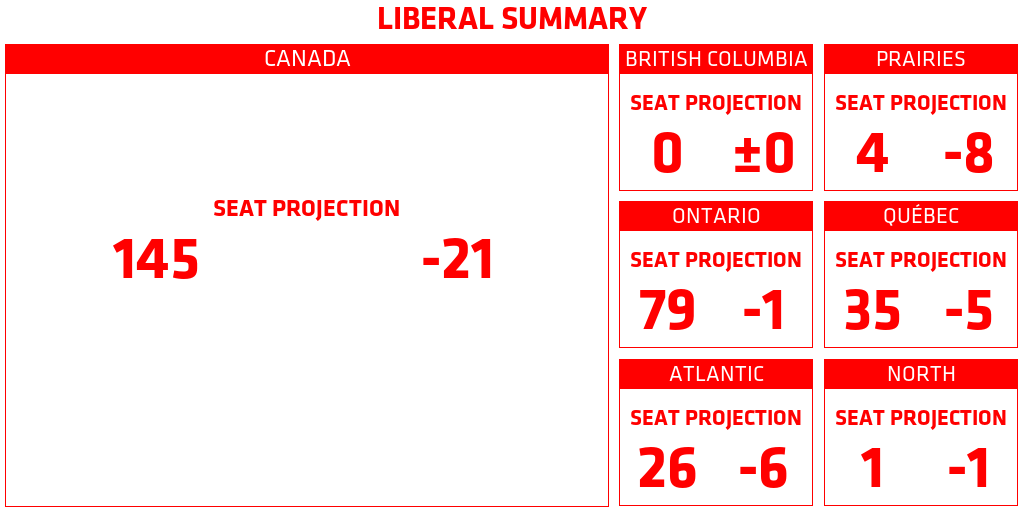 LIBERAL SUMMARY
CANADA
SEAT PROJECTION
145 -21
BRITISH COLUMBIA
SEAT PROJECTION
0 ±0
PRAIRIES
SEAT PROJECTION
4 -8
ONTARIO
SEAT PROJECTION
79 -1
QUÉBEC
SEAT PROJECTION
35 -5
ATLANTIC
SEAT PROJECTION
26 -6
NORTH
SEAT PROJECTION
1 -1